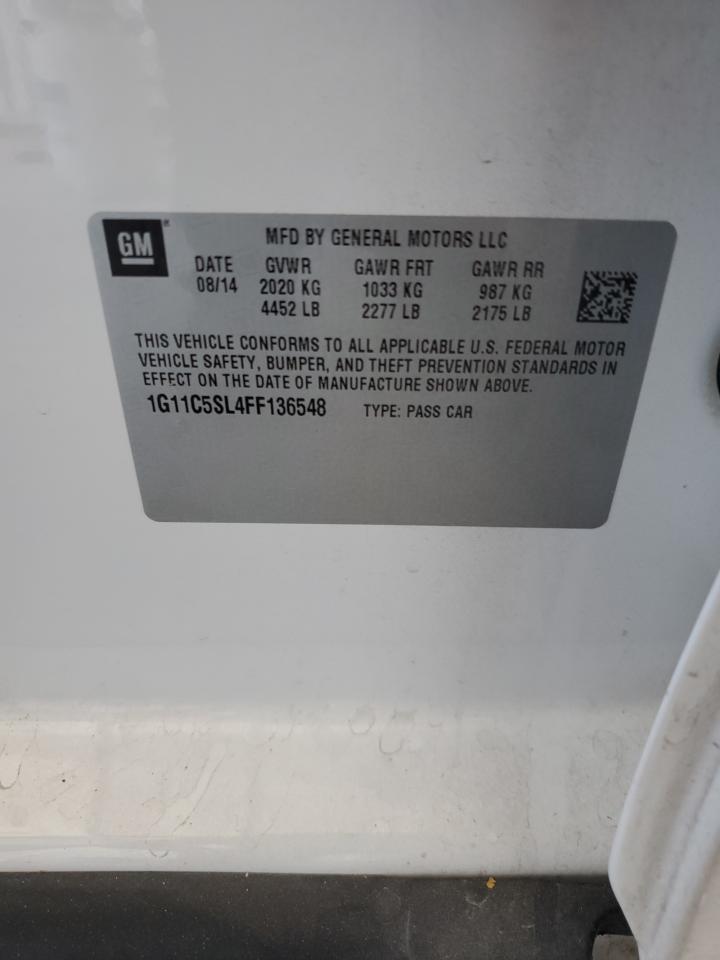 GM
MFD BY GENERAL MOTORS LLC
DATE GVWR GAWR FRT GAWR RR
08/14 2020 KG 1033 KG 987 KG
4452 LB 2277 LB 2175 LB
THIS VEHICLE CONFORMS TO ALL APPLICABLE U.S. FEDERAL MOTOR
VEHICLE SAFETY, BUMPER, AND THEFT PREVENTION STANDARDS IN
EFFECT ON THE DATE OF MANUFACTURE SHOWN ABOVE.
1G11C5SL4FF136548 TYPE: PASS CAR